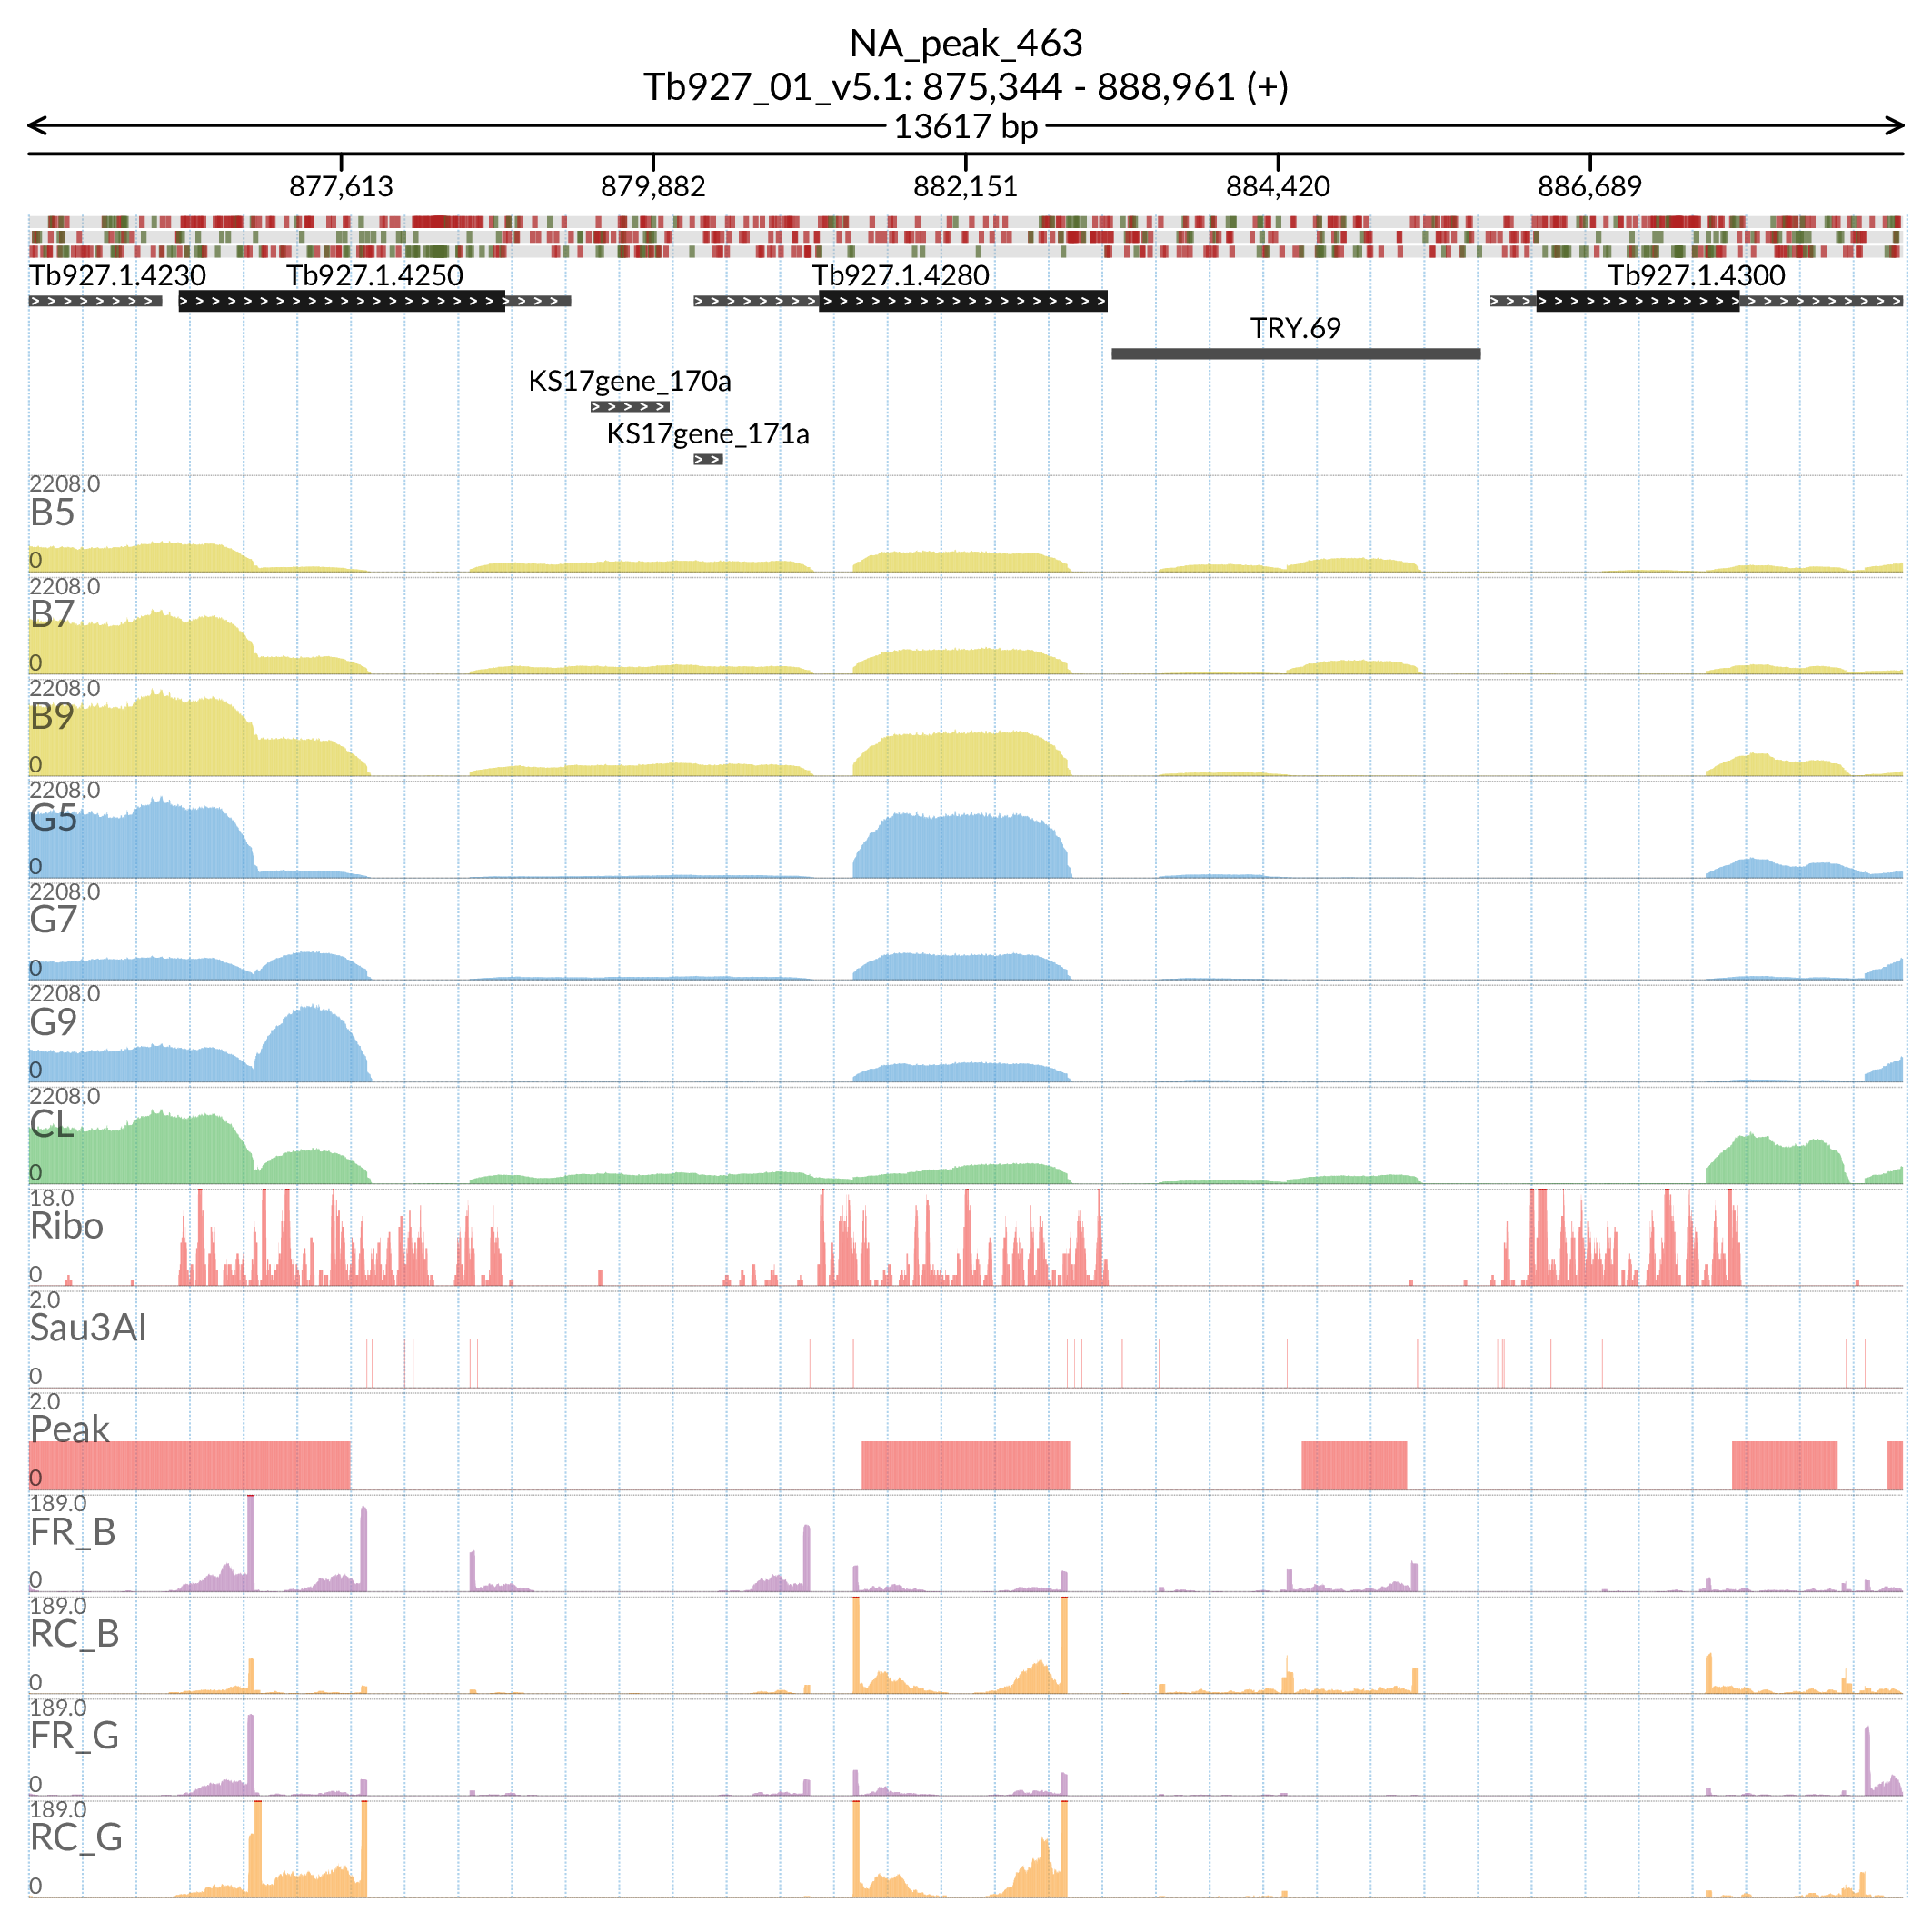 NA_peak_463
Tb927_01_v5.1: 875,344 - 888,961 (+)
13617 bp
877,613 879,882 882,151 884,420 886,689
Tb927.1.4230 Tb927.1.4250 Tb927.1.4280 Tb927.1.4300
TRY.69
KS17gene_170a
KS17gene_171a
2208.0
B5
0
2208.0
B7
0
2208.0
B9
0
2208.0
G5
0
2208.0
G7
0
2208.0
G9
0
2208.0
CL
0
18.0
Ribo
0
2.0
Sau3AI
0
2.0
Peak
0
189.0
FR_B
0
189.0
RC_B
0
189.0
FR_G
0
189.0
RC_G
0